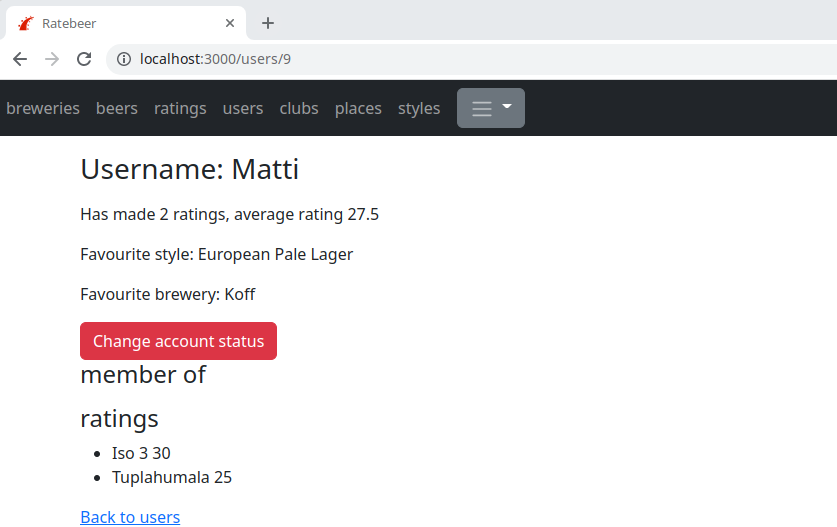 Ratebeer
localhost:3000/users/9
breweries beers ratings users clubs places styles
Username: Matti
Has made 2 ratings, average rating 27.5
Favourite style: European Pale Lager
Favourite brewery: Koff
Change account status
member of
ratings
Iso 3 30
Tuplahumala 25
Back to users